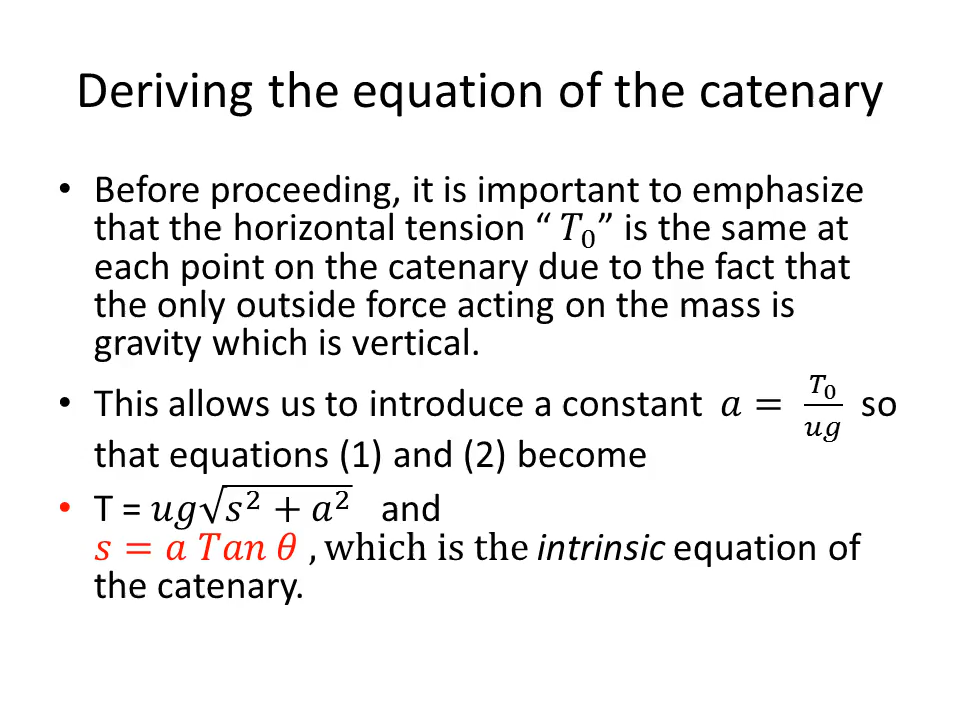 Deriving the equation of the catenary
• Before proceeding, it is important to emphasize
that the horizontal tension “ 𝑇₀” is the same at
each point on the catenary due to the fact that
the only outside force acting on the mass is
gravity which is vertical.
• This allows us to introduce a constant 𝑎 = 𝑇₀/𝑢𝑔 so
that equations (1) and (2) become
• T = 𝑢𝑔√(𝑠² + 𝑎²) and
𝑠 = 𝑎 𝑇𝑎𝑛 𝜃 , which is the intrinsic equation of
the catenary.